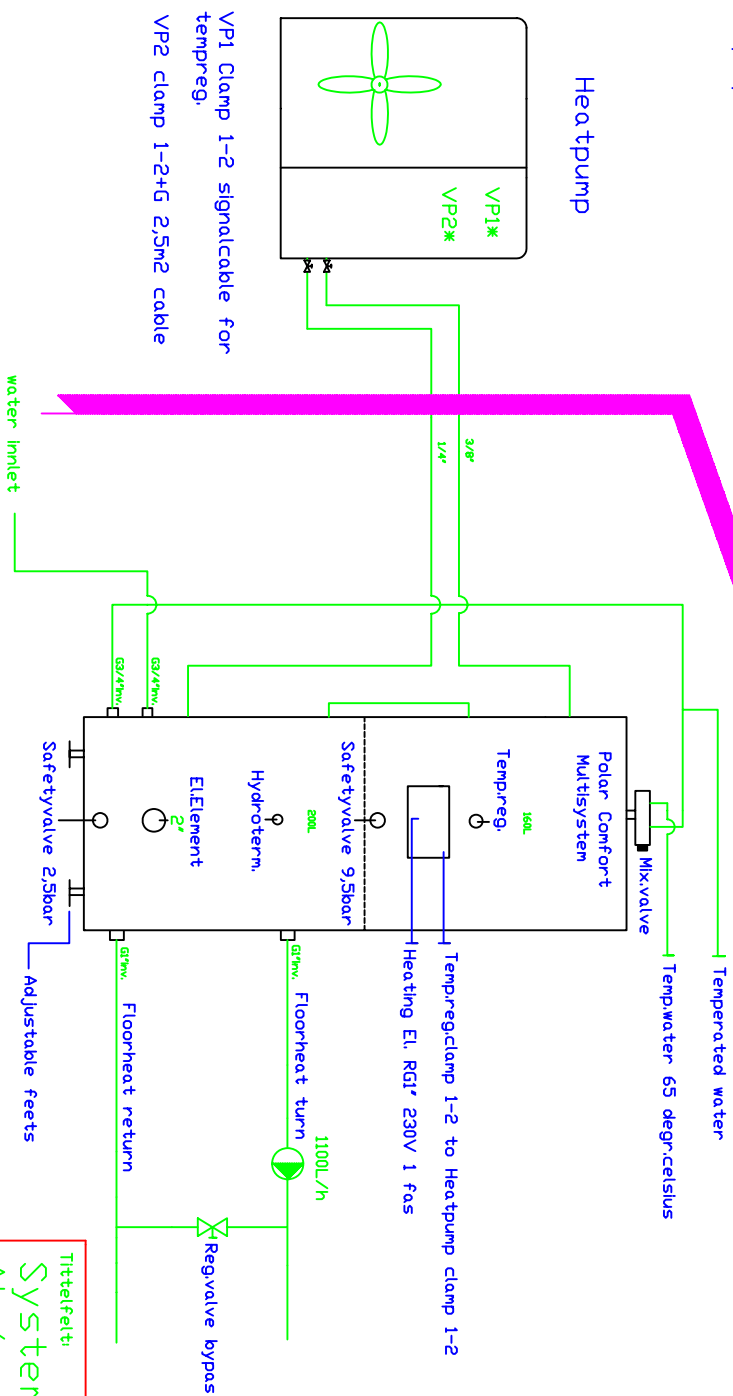 Heatpump
VP1*
VP2*
VP1 Clamp 1-2 signalcable for
tempreg.
VP2 clamp 1-2+G 2,5m2 cable
water innlet
3/8"
1/4"
G3/4"inv.
G3/4"inv.
Polar Comfort
Multisystem
Mix.valve
Temp.reg.
160L
Safetyvalve 9,5bar
200L
Hydroterm.
El.Element
2"
Safetyvalve 2,5bar
Temperated water
Temp.water 65 degr.celsius
Temp.reg.clamp 1-2 to Heatpump clamp 1-2
Heating El. RG1" 230V 1 fas
G1"inv.
Floorheat turn
1100L/h
G1"inv.
Floorheat return
Reg.valve bypas
Adjustable feets
Tittelfelt:
System